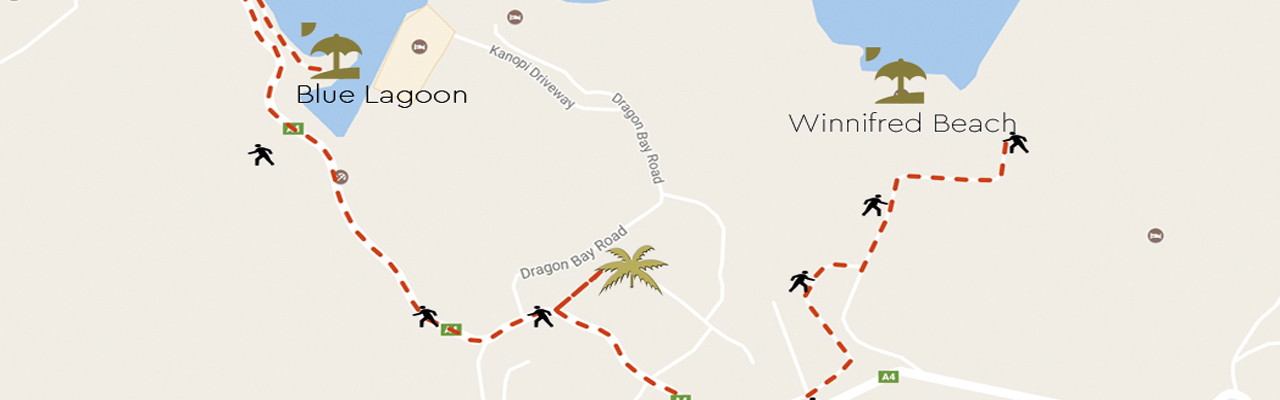 Kanopi Driveway
Blue Lagoon
Dragon Bay Road
Winnifred Beach
Dragon Bay Road
A4